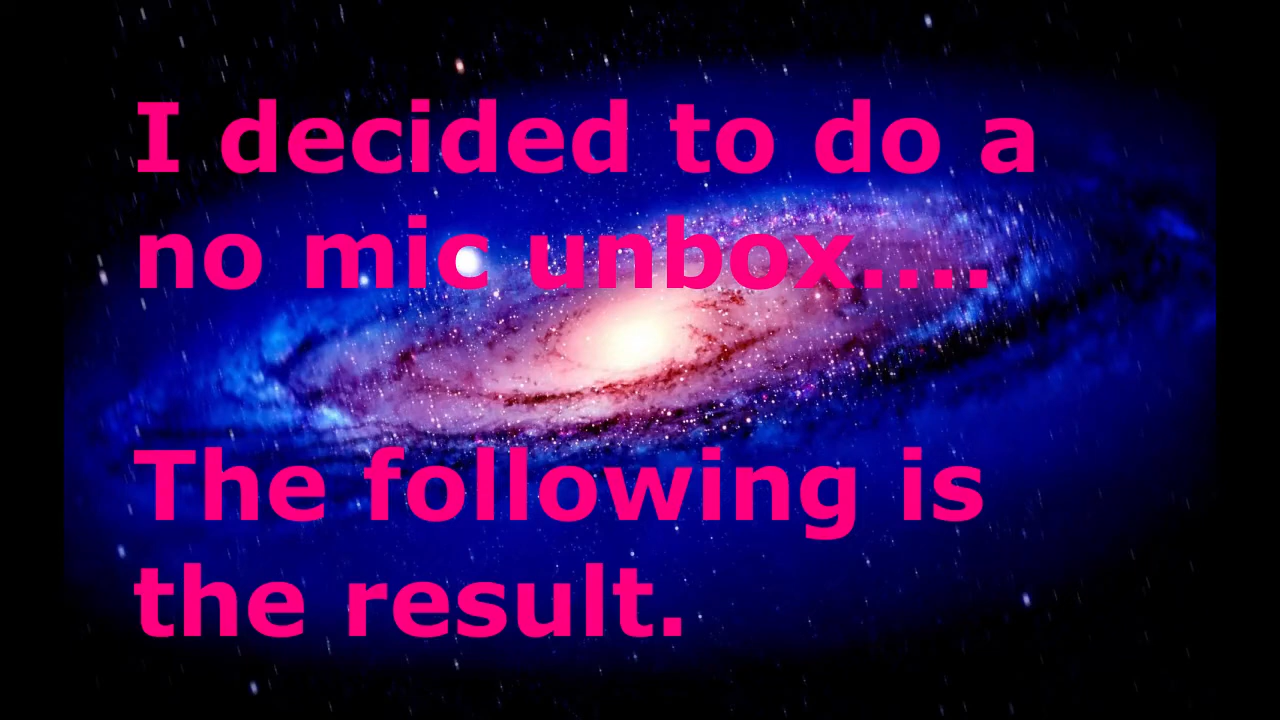 I decided to do a
no mic unbox....
The following is
the result.